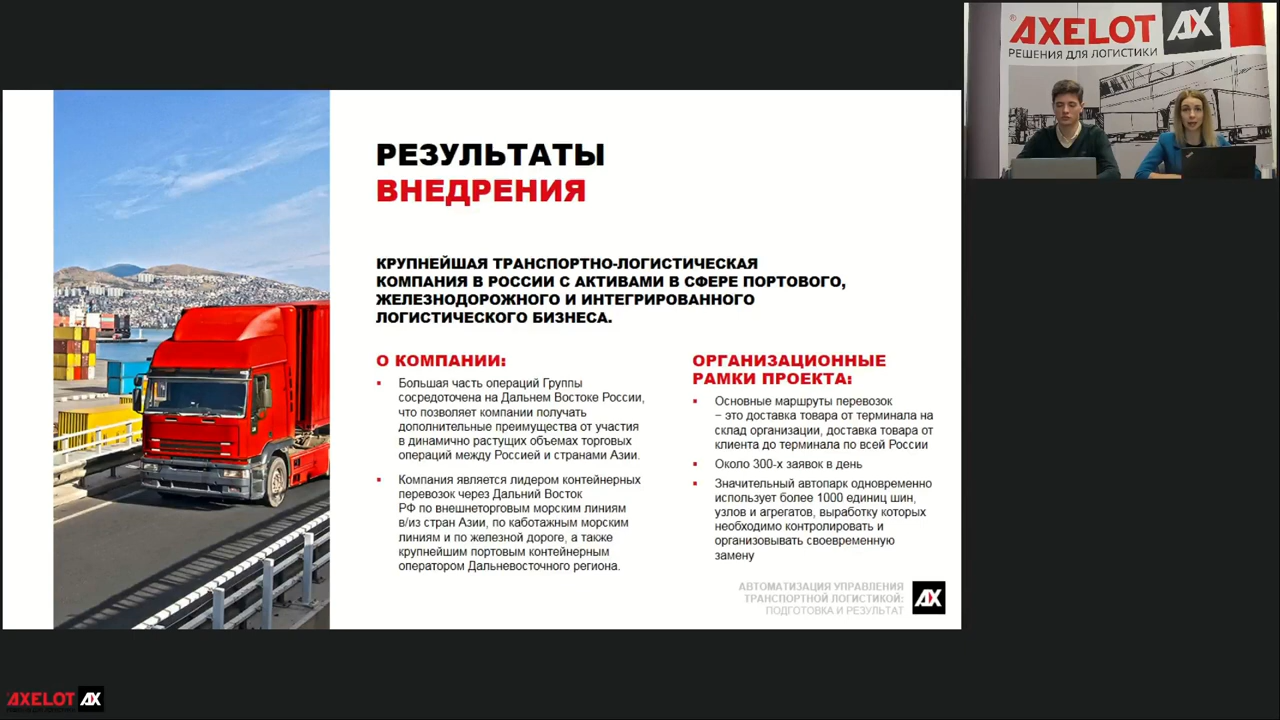 ®AXELOT AX
РЕШЕНИЯ ДЛЯ ЛОГИСТИКИ
РЕЗУЛЬТАТЫ
ВНЕДРЕНИЯ
КРУПНЕЙШАЯ ТРАНСПОРТНО-ЛОГИСТИЧЕСКАЯ
КОМПАНИЯ В РОССИИ С АКТИВАМИ В СФЕРЕ ПОРТОВОГО,
ЖЕЛЕЗНОДОРОЖНОГО И ИНТЕГРИРОВАННОГО
ЛОГИСТИЧЕСКОГО БИЗНЕСА.
О КОМПАНИИ:
▪ Большая часть операций Группы
сосредоточена на Дальнем Востоке России,
что позволяет компании получать
дополнительные преимущества от участия
в динамично растущих объемах торговых
операций между Россией и странами Азии.
▪ Компания является лидером контейнерных
перевозок через Дальний Восток
РФ по внешнеторговым морским линиям
в/из стран Азии, по каботажным морским
линиям и по железной дороге, а также
крупнейшим портовым контейнерным
оператором Дальневосточного региона.
ОРГАНИЗАЦИОННЫЕ
РАМКИ ПРОЕКТА:
▪ Основные маршруты перевозок
– это доставка товара от терминала на
склад организации, доставка товара от
клиента до терминала по всей России
▪ Около 300-х заявок в день
▪ Значительный автопарк одновременно
использует более 1000 единиц шин,
узлов и агрегатов, выработку которых
необходимо контролировать и
организовывать своевременную
замену
АВТОМАТИЗАЦИЯ УПРАВЛЕНИЯ
ТРАНСПОРТНОЙ ЛОГИСТИКОЙ:
ПОДГОТОВКА И РЕЗУЛЬТАТ
AX
AXELOT AX